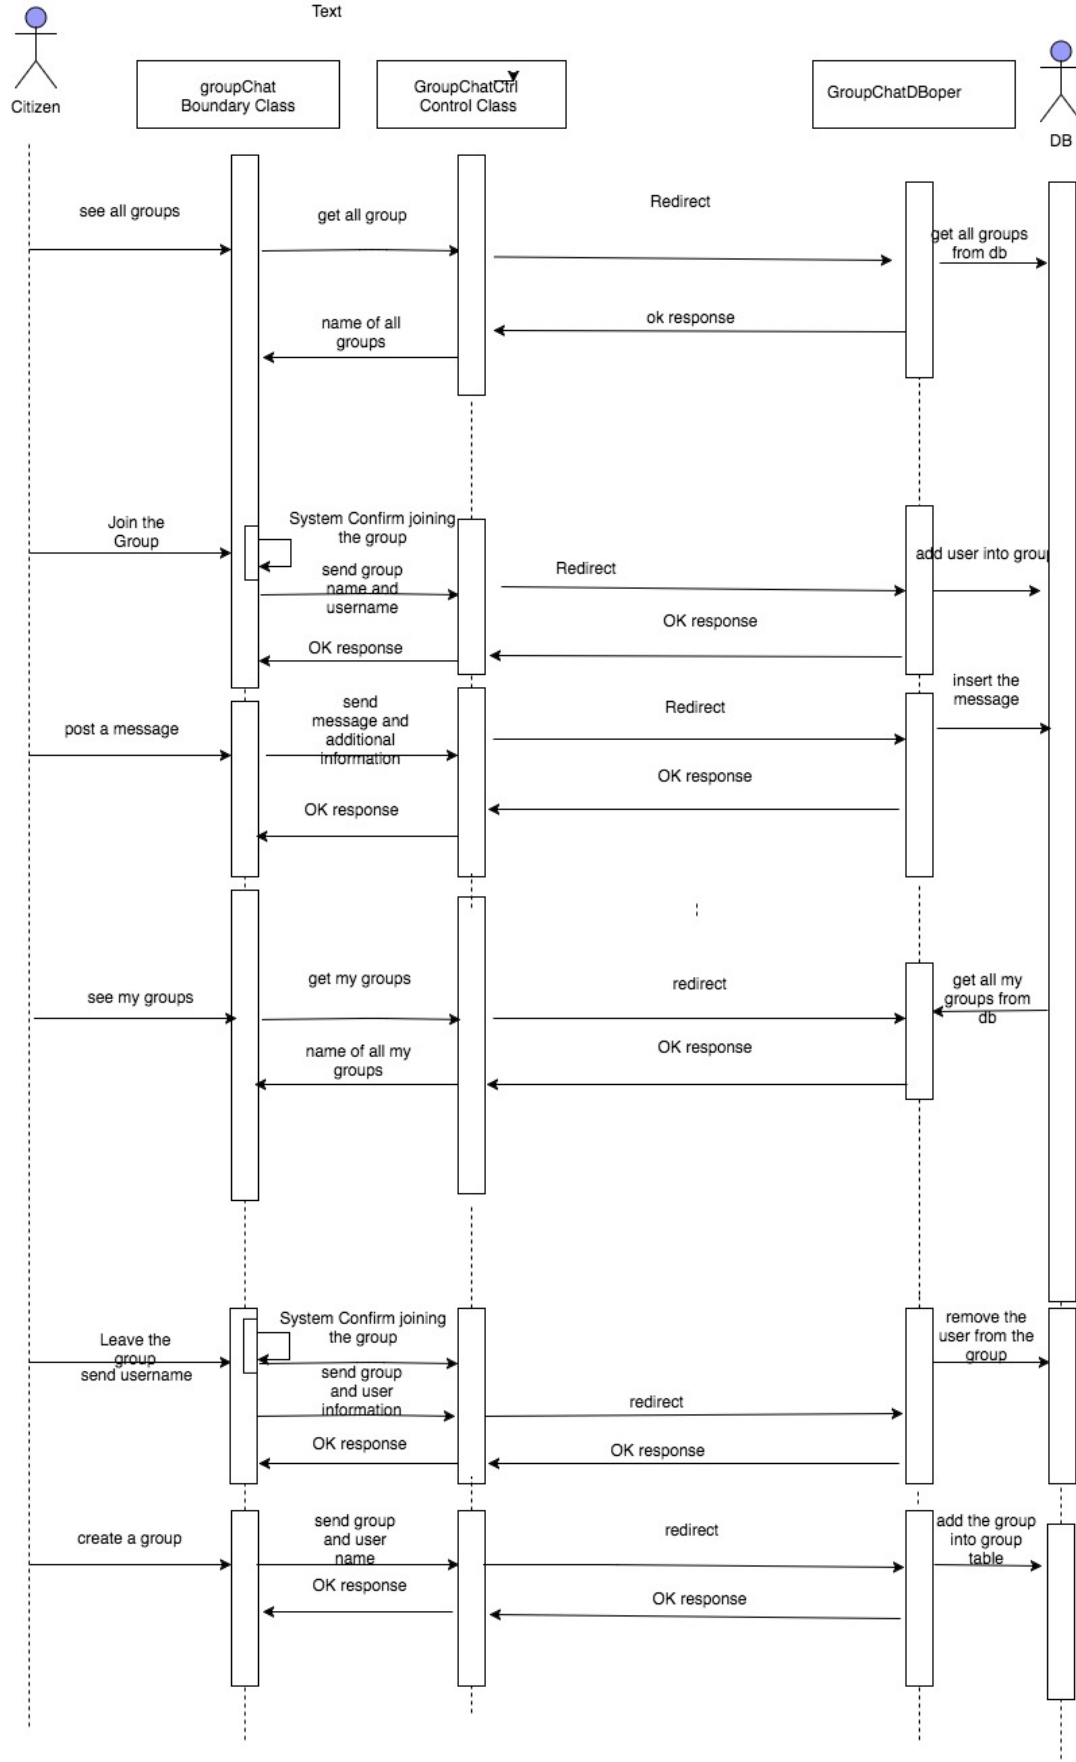 Text
Citizen
groupChat
Boundary Class
GroupChatCtrl
Control Class
GroupChatDBoper
DB
see all groups
get all group
Redirect
get all groups
from db
ok response
name of all
groups
Join the
Group
System Confirm joining
the group
send group
name and
username
Redirect
add user into group
OK response
OK response
post a message
send
message and
additional
information
Redirect
insert the
message
OK response
OK response
see my groups
get my groups
redirect
get all my
groups from
db
OK response
name of all my
groups
Leave the
group
send username
System Confirm joining
the group
send group
and user
information
redirect
remove the
user from the
group
OK response
OK response
create a group
send group
and user
name
redirect
add the group
into group
table
OK response
OK response